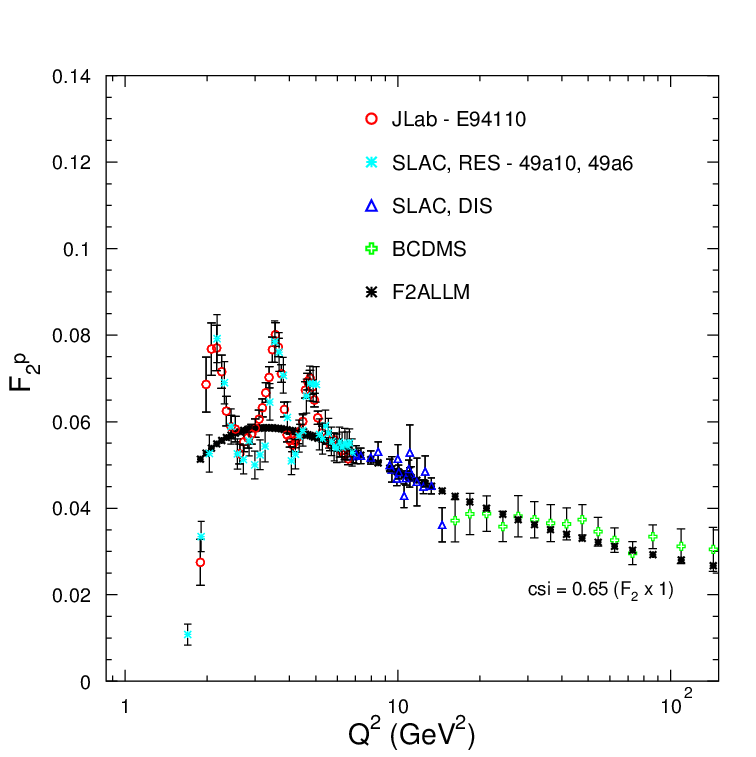 0.14
0.12
0.1
0.08
0.06
0.04
0.02
0
F₂ᵖ
JLab - E94110
SLAC, RES - 49a10, 49a6
SLAC, DIS
BCDMS
F2ALLM
csi = 0.65 (F₂ x 1)
1
10
10²
Q² (GeV²)